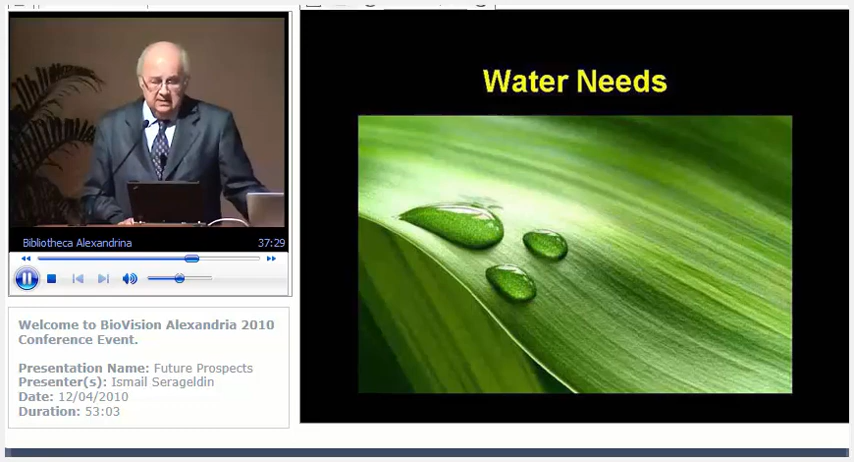 Water Needs
Bibliotheca Alexandrina
37:29
Welcome to BioVision Alexandria 2010
Conference Event.
Presentation Name: Future Prospects
Presenter(s): Ismail Serageldin
Date: 12/04/2010
Duration: 53:03